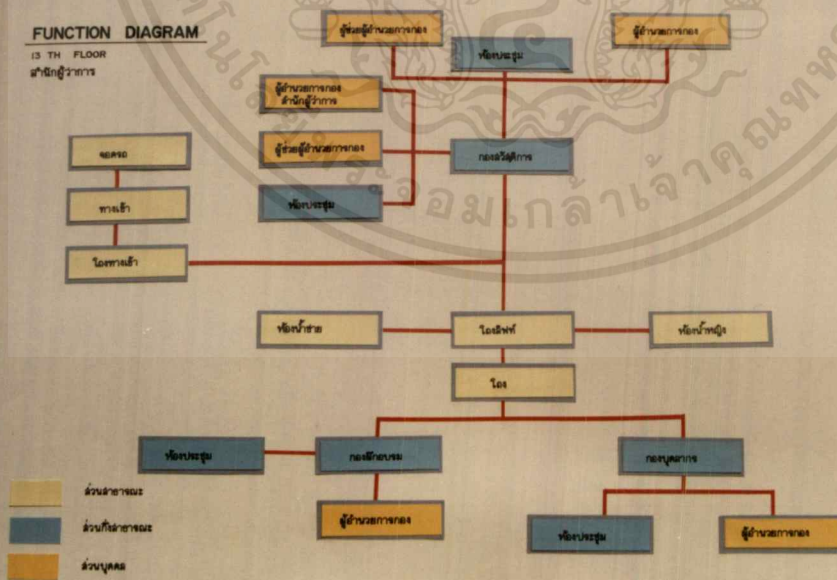 FUNCTION DIAGRAM
13 TH FLOOR
สำนักผู้ว่าการ
ผู้ช่วยผู้อำนวยการกอง
ห้องประชุม
ผู้อำนวยการกอง
ผู้อำนวยการกอง
สำนักผู้ว่าการ
ผู้ช่วยผู้อำนวยการกอง
กองสวัสดิการ
ห้องประชุม
จอดรถ
ทางเข้า
โถงทางเข้า
ห้องน้ำชาย
โถงลิฟท์
ห้องน้ำหญิง
โถง
ห้องประชุม
กองฝึกอบรม
กองบุคลากร
ผู้อำนวยการกอง
ห้องประชุม
ผู้อำนวยการกอง
ส่วนสาธารณะ
ส่วนกึ่งสาธารณะ
ส่วนบุคคล